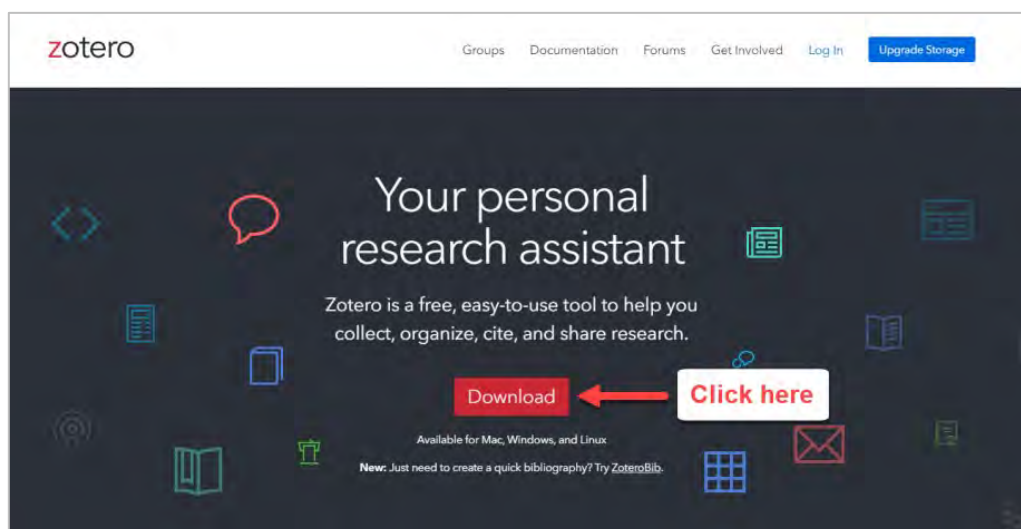 zotero
Groups Documentation Forums Get Involved Log In Upgrade Storage
Your personal
research assistant
Zotero is a free, easy-to-use tool to help you
collect, organize, cite, and share research.
Download
Click here
Available for Mac, Windows, and Linux
New: Just need to create a quick bibliography? Try ZoteroBib.